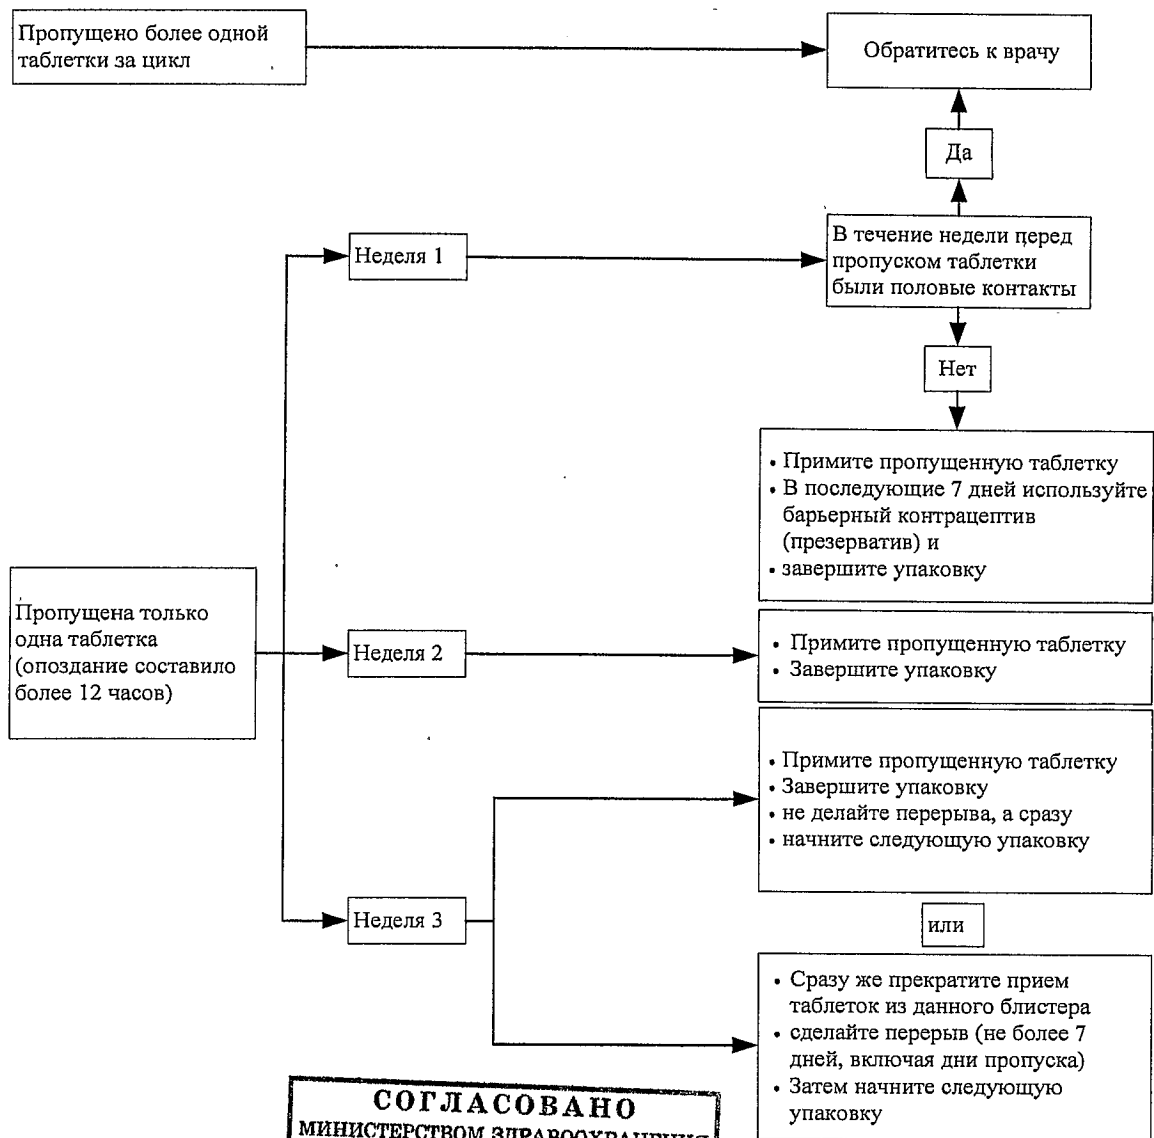 Пропущено более одной
таблетки за цикл
Обратитесь к врачу
Да
Неделя 1
В течение недели перед
пропуском таблетки
были половые контакты
Нет
• Примите пропущенную таблетку
• В последующие 7 дней используйте
барьерный контрацептив
(презерватив) и
• завершите упаковку
Пропущена только
одна таблетка
(опоздание составило
более 12 часов)
Неделя 2
• Примите пропущенную таблетку
• Завершите упаковку
• Примите пропущенную таблетку
• Завершите упаковку
• не делайте перерыва, а сразу
• начните следующую упаковку
Неделя 3
или
• Сразу же прекратите прием
таблеток из данного блистера
• сделайте перерыв (не более 7
дней, включая дни пропуска)
• Затем начните следующую
упаковку
СОГЛАСОВАНО
МИНИСТЕРСТВОМ ЗДРАВООХРАНЕНИЯ